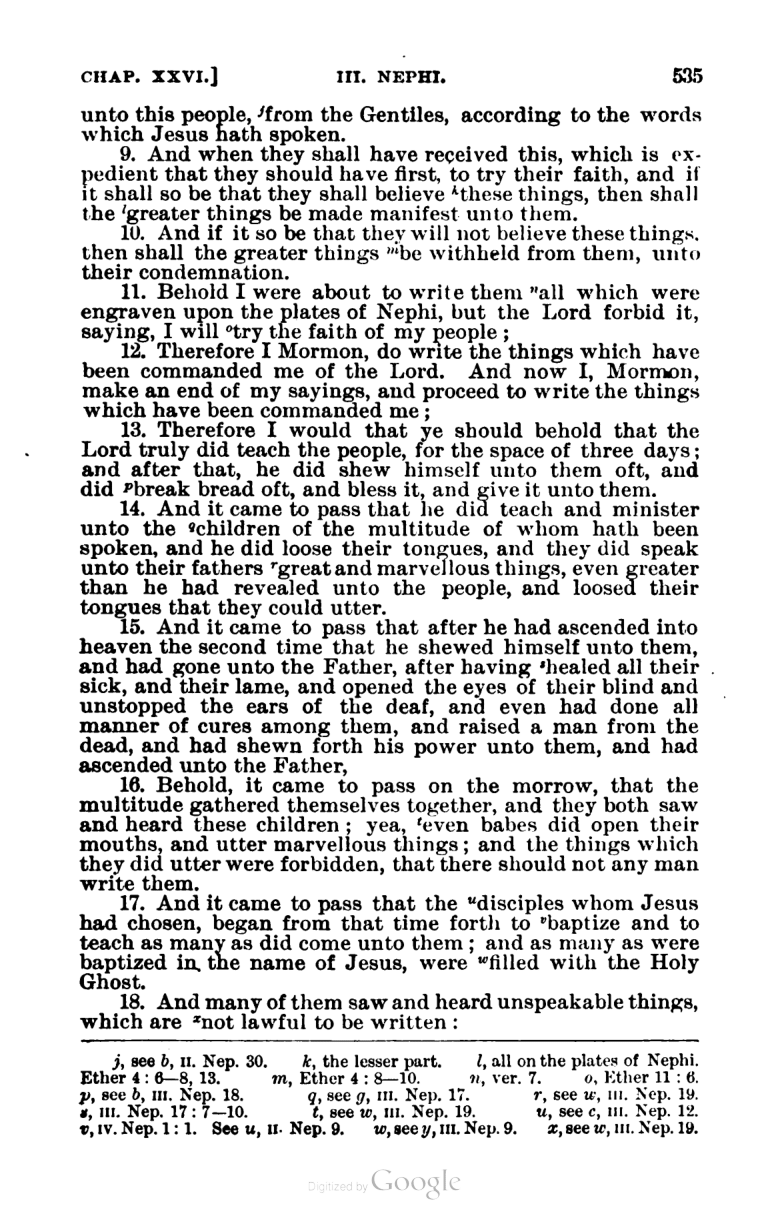 CHAP. XXVI.] III. NEPHI. 535
unto this people, ʲfrom the Gentiles, according to the words
which Jesus hath spoken.
9. And when they shall have received this, which is ex-
pedient that they should have first, to try their faith, and if
it shall so be that they shall believe ᵏthese things, then shall
the ˡgreater things be made manifest unto them.
10. And if it so be that they will not believe these things,
then shall the greater things ᵐbe withheld from them, unto
their condemnation.
11. Behold I were about to write them ⁿall which were
engraven upon the plates of Nephi, but the Lord forbid it,
saying, I will ᵒtry the faith of my people;
12. Therefore I Mormon, do write the things which have
been commanded me of the Lord. And now I, Mormon,
make an end of my sayings, and proceed to write the things
which have been commanded me;
13. Therefore I would that ye should behold that the
Lord truly did teach the people, for the space of three days;
and after that, he did shew himself unto them oft, and
did ᵖbreak bread oft, and bless it, and give it unto them.
14. And it came to pass that he did teach and minister
unto the qchildren of the multitude of whom hath been
spoken, and he did loose their tongues, and they did speak
unto their fathers ʳgreat and marvellous things, even greater
than he had revealed unto the people, and loosed their
tongues that they could utter.
15. And it came to pass that after he had ascended into
heaven the second time that he shewed himself unto them,
and had gone unto the Father, after having ˢhealed all their
sick, and their lame, and opened the eyes of their blind and
unstopped the ears of the deaf, and even had done all
manner of cures among them, and raised a man from the
dead, and had shewn forth his power unto them, and had
ascended unto the Father,
16. Behold, it came to pass on the morrow, that the
multitude gathered themselves together, and they both saw
and heard these children; yea, ᵗeven babes did open their
mouths, and utter marvellous things; and the things which
they did utter were forbidden, that there should not any man
write them.
17. And it came to pass that the ᵘdisciples whom Jesus
had chosen, began from that time forth to ᵛbaptize and to
teach as many as did come unto them; and as many as were
baptized in the name of Jesus, were ʷfilled with the Holy
Ghost.
18. And many of them saw and heard unspeakable things,
which are ˣnot lawful to be written:
j, see b, II. Nep. 30. k, the lesser part. l, all on the plates of Nephi.
Ether 4:6—8, 13. m, Ether 4:8—10. n, ver. 7. o, Ether 11:6.
p, see b, III. Nep. 18. q, see g, III. Nep. 17. r, see w, III. Nep. 19.
s, III. Nep. 17:7—10. t, see w, III. Nep. 19. u, see c, III. Nep. 12.
v, IV. Nep. 1:1. See u, II. Nep. 9. w, see y, III. Nep. 9. x, see w, III. Nep. 19.
Digitized by Google